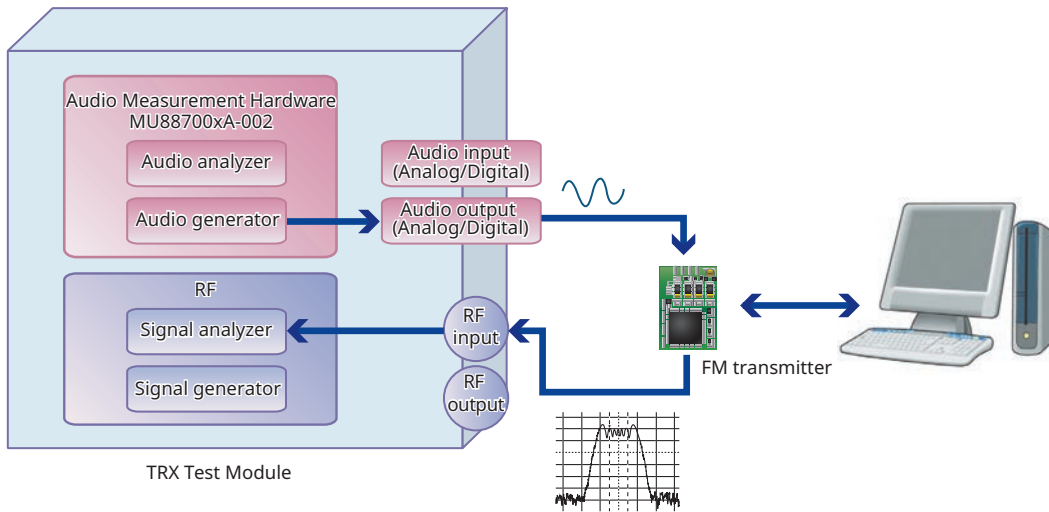 Audio Measurement Hardware
MU88700xA-002
Audio analyzer
Audio generator
Audio input
(Analog/Digital)
Audio output
(Analog/Digital)
RF
Signal analyzer
Signal generator
RF
input
RF
output
FM transmitter
TRX Test Module